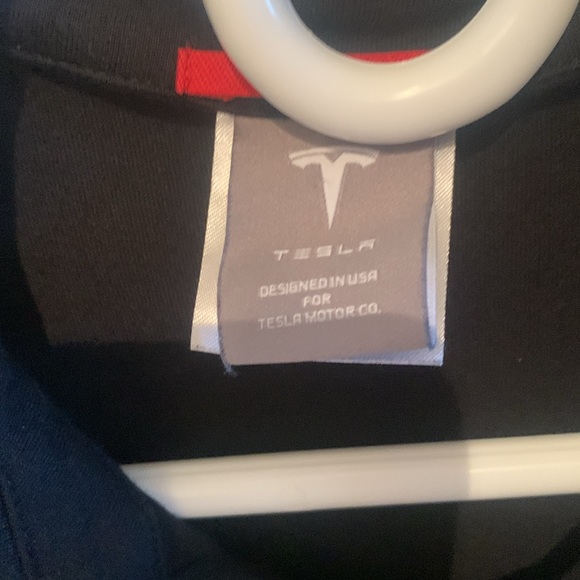 TESLA
DESIGNED IN USA
FOR
TESLA MOTOR CO.